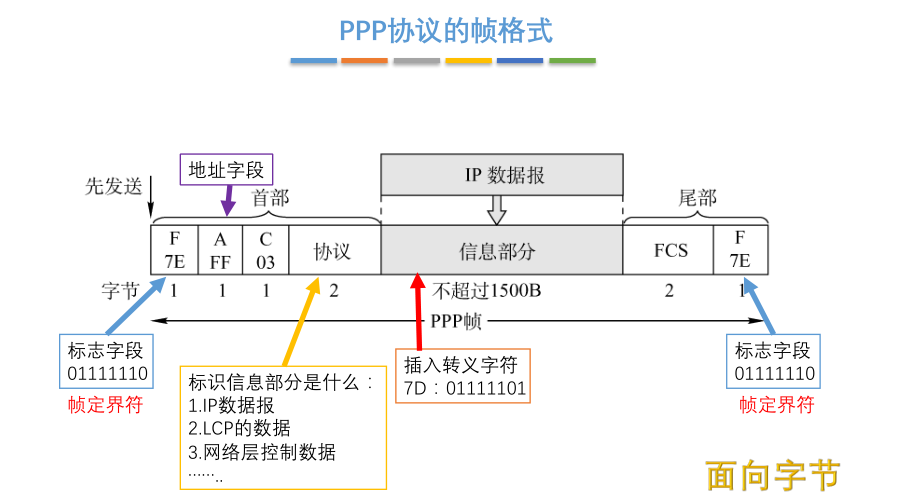 PPP协议的帧格式
地址字段
IP 数据报
先发送
首部
尾部
F
7E
A
FF
C
03
协议
信息部分
FCS
F
7E
字节
1
1
1
2
不超过1500B
2
1
PPP帧
标志字段
01111110
帧定界符
标识信息部分是什么：
1.IP数据报
2.LCP的数据
3.网络层控制数据
……..
插入转义字符
7D：01111101
标志字段
01111110
帧定界符
面向字节